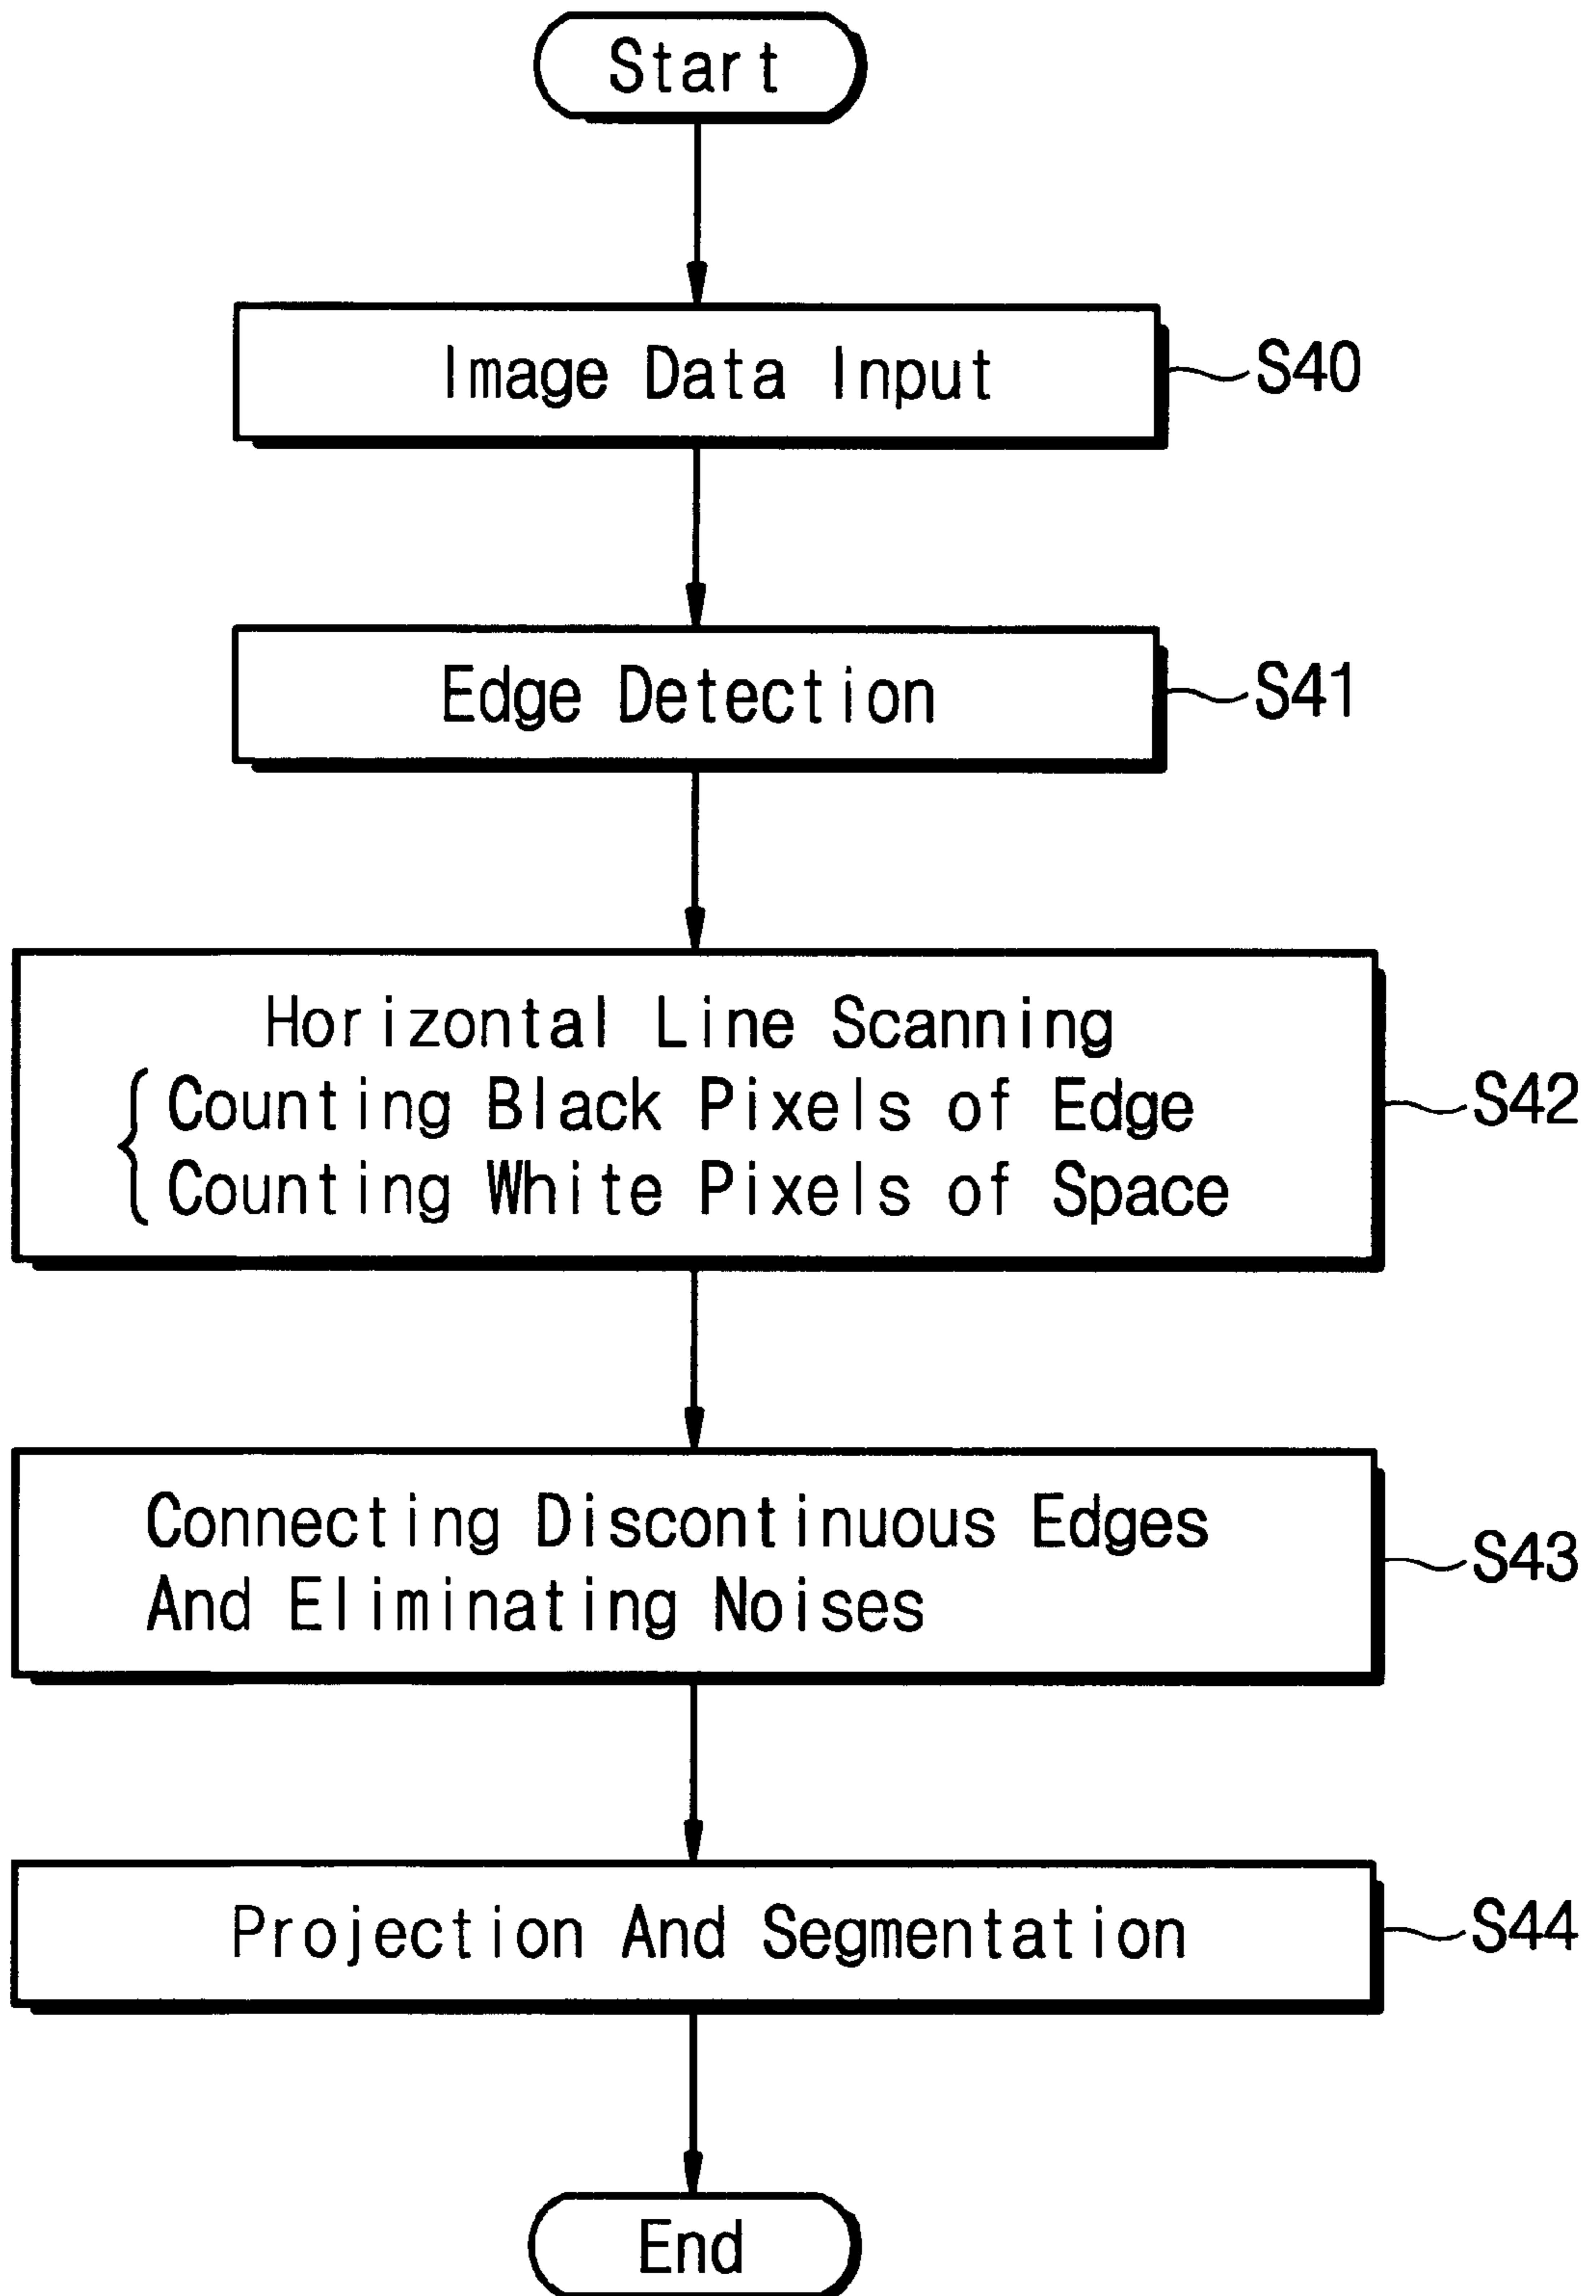 Start
Image Data Input
S40
Edge Detection
S41
Horizontal Line Scanning
Counting Black Pixels of Edge
Counting White Pixels of Space
S42
Connecting Discontinuous Edges
And Eliminating Noises
S43
Projection And Segmentation
S44
End